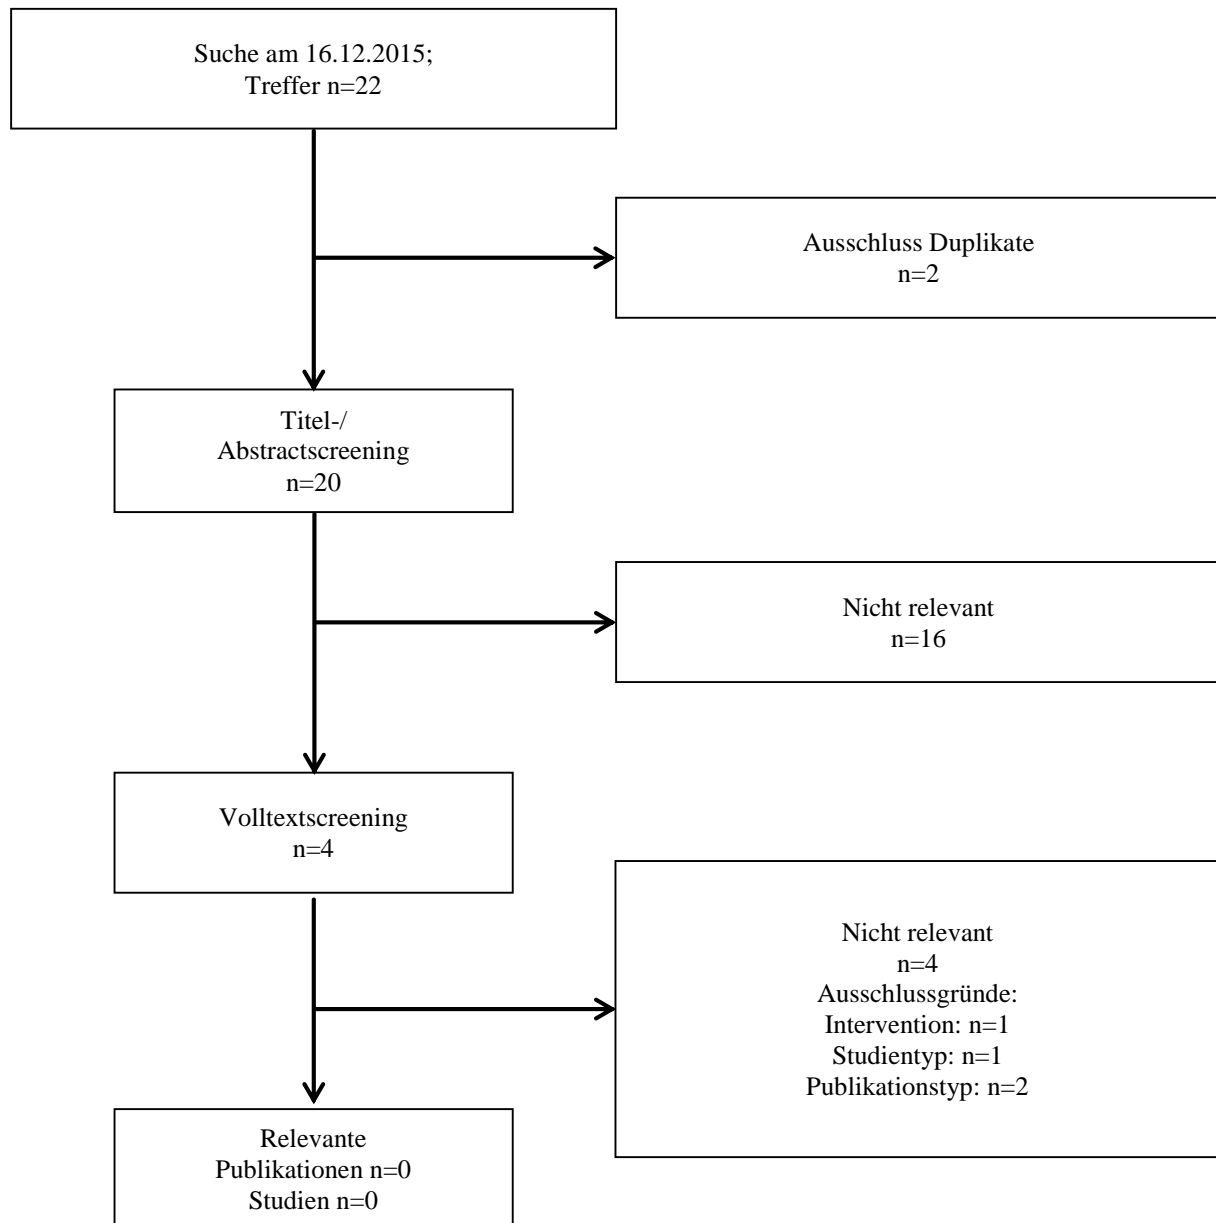 Suche am 16.12.2015;
Treffer n=22
Ausschluss Duplikate
n=2
Titel-/
Abstractscreening
n=20
Nicht relevant
n=16
Volltextscreening
n=4
Nicht relevant
n=4
Ausschlussgründe:
Intervention: n=1
Studientyp: n=1
Publikationstyp: n=2
Relevante
Publikationen n=0
Studien n=0